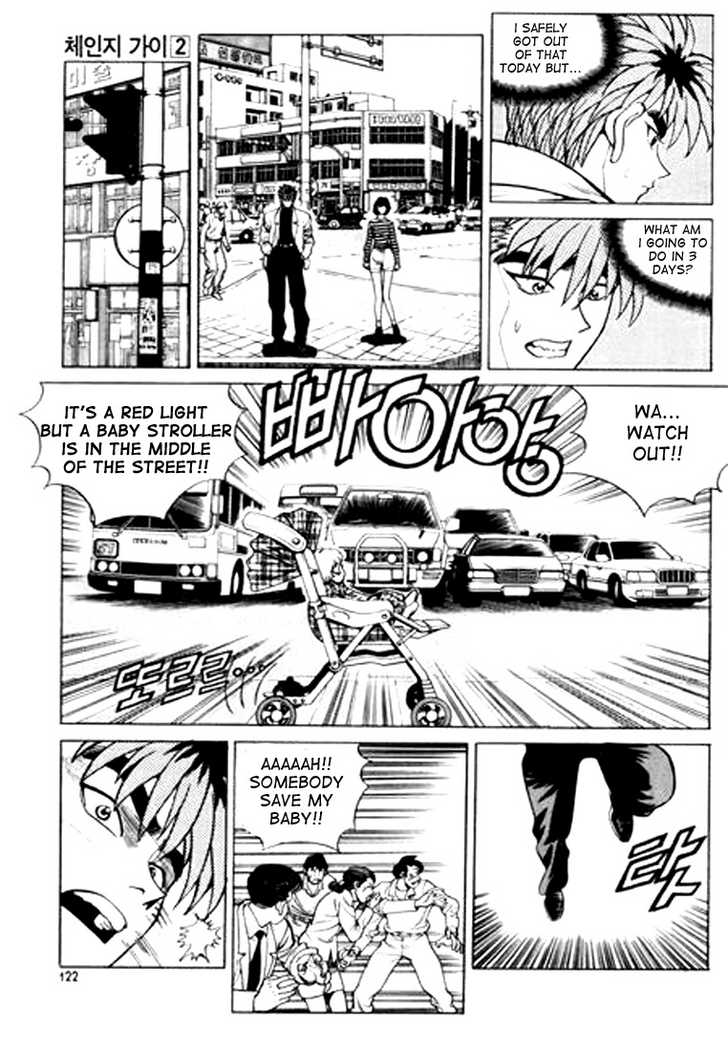 체인지 가이 2
I SAFELY
GOT OUT
OF THAT
TODAY BUT...
WHAT AM
I GOING TO
DO IN 3
DAYS?
IT'S A RED LIGHT
BUT A BABY STROLLER
IS IN THE MIDDLE
OF THE STREET!!
빠아앙
WA...
WATCH
OUT!!
또르르...
AAAAAH!!
SOMEBODY
SAVE MY
BABY!!
탓
122